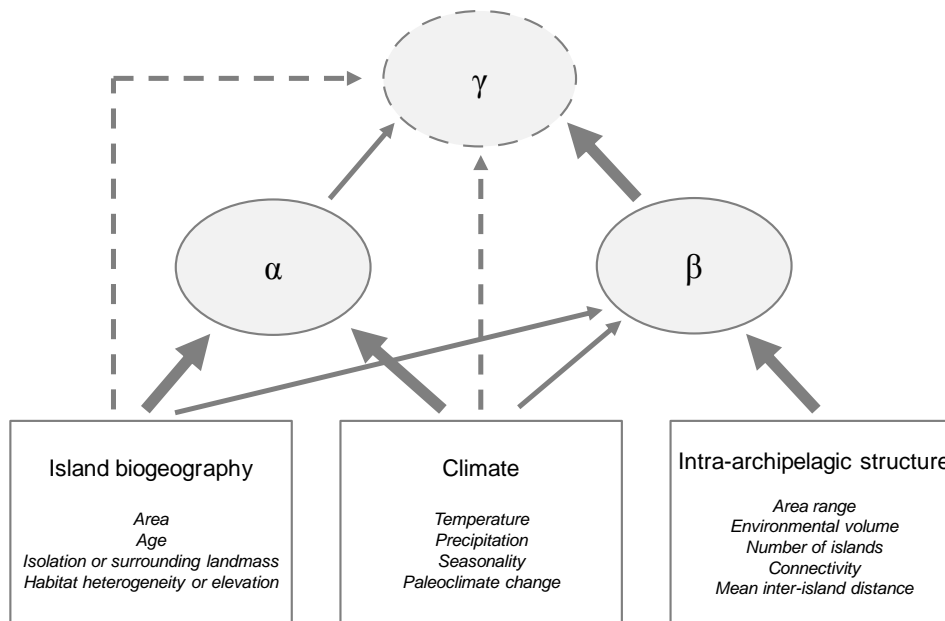 γ
α
β
Island biogeography
Area
Age
Isolation or surrounding landmass
Habitat heterogeneity or elevation
Climate
Temperature
Precipitation
Seasonality
Paleoclimate change
Intra-archipelagic structure
Area range
Environmental volume
Number of islands
Connectivity
Mean inter-island distance